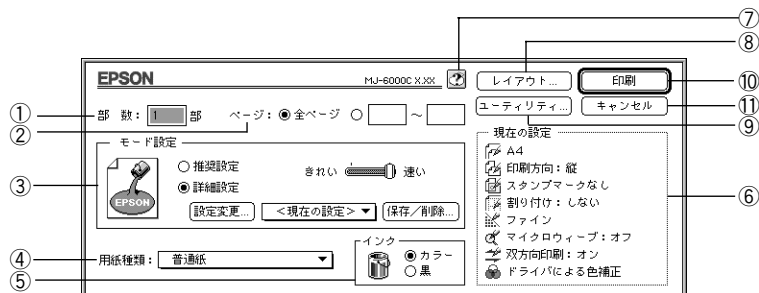 ⑦
⑧
EPSON MJ-6000C X.XX レイアウト... 印刷 ⑩
① 部 数： 1 部 ページ： 全ページ ～ ユーティリティ... キャンセル ⑪
② ⑨
モード設定 現在の設定
A4
推奨設定 きれい 速い 印刷方向：縦
③ 詳細設定 スタンプマークなし ⑥
EPSON 割り付け：しない
設定変更... <現在の設定> 保存／削除... ファイン
インク マイクロウィーブ：オフ
④ 用紙種類： 普通紙 カラー 双方向印刷：オン
⑤ 黒 ドライバによる色補正